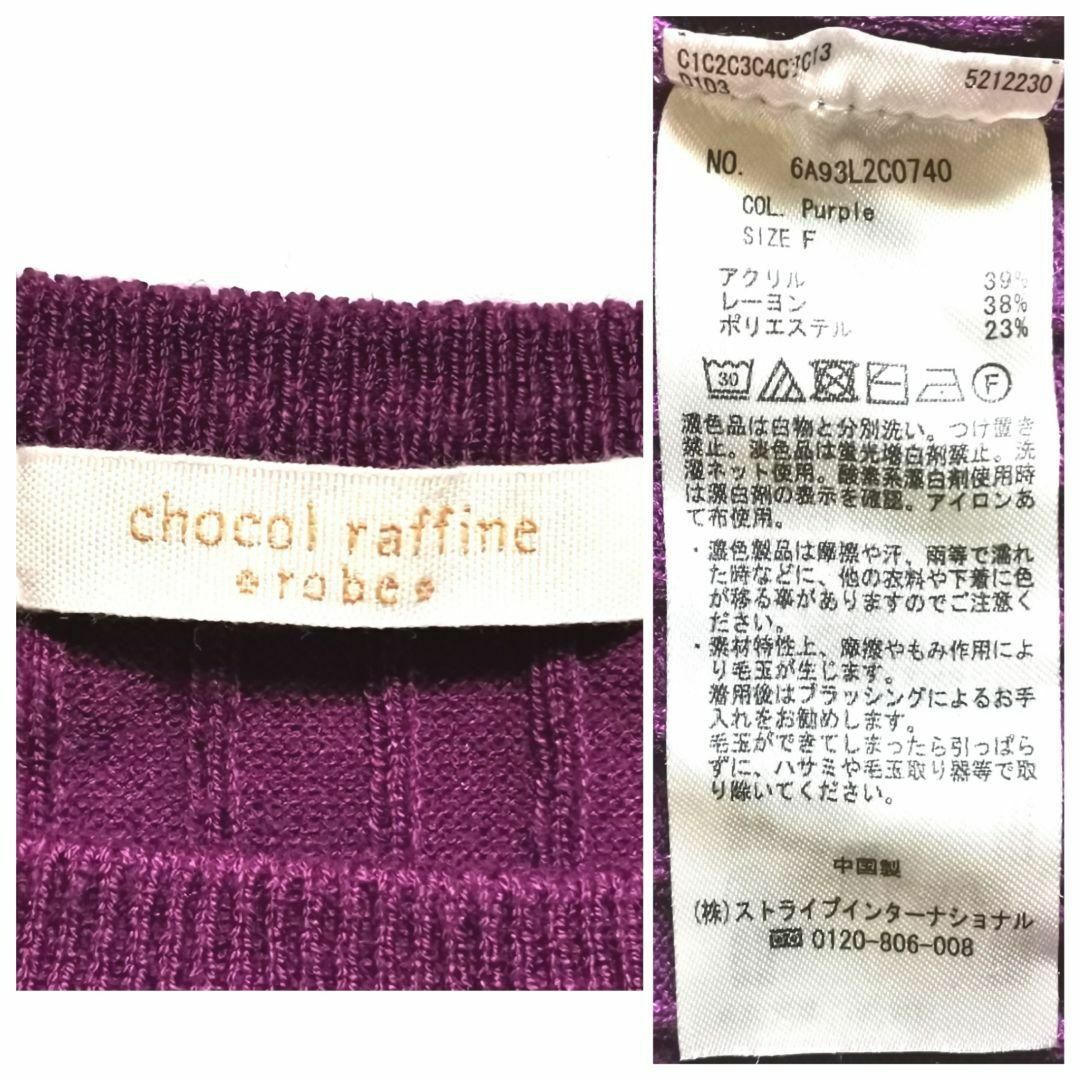 chocol raffine
robe
5212230
NO. 6A93L2C0740
COL. Purple
SIZE F
アクリル 39%
レーヨン 38%
ポリエステル 23%
30 F
濃色品は白物と分別洗い。つけ置き
禁止。淡色品は蛍光増白剤禁止。洗
濯ネット使用。酸素系漂白剤使用時
は漂白剤の表示を確認。アイロンあ
て布使用。
・濃色製品は摩擦や汗、雨等で濡れ
た時などに、他の衣料や下着に色
が移る事がありますのでご注意く
ださい。
・素材特性上、摩擦やもみ作用によ
り毛玉が生じます。
着用後はブラッシングによるお手
入れをお勧めします。
毛玉ができてしまったら引っぱら
ずに、ハサミや毛玉取り器等で取
り除いてください。
中国製
(株)ストライプインターナショナル
0120-806-008